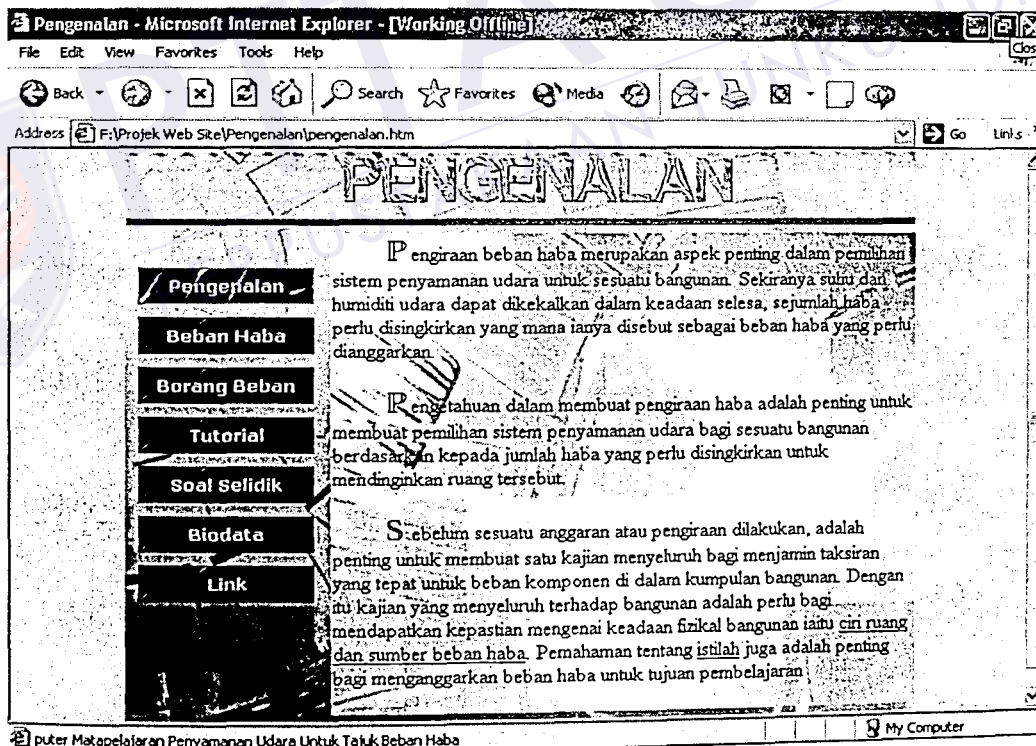 Pengenalan - Microsoft Internet Explorer - [Working Offline]
Close
File Edit View Favorites Tools Help
Back Search Favorites Media
Address F:\Projek Web Site\Pengenalan\pengenalan.htm Go Links
PENGENALAN
Pengenalan
Beban Haba
Borang Beban
Tutorial
Soal Selidik
Biodata
Link
Pengiraan beban haba merupakan aspek penting dalam pemilihan
sistem penyamanan udara untuk sesuatu bangunan. Sekiranya suhu dan
humiditi udara dapat dikekalkan dalam keadaan selesa, sejumlah haba
perlu disingkirkan yang mana ianya disebut sebagai beban haba yang perlu
dianggarkan.
Pengetahuan dalam membuat pengiraan haba adalah penting untuk
membuat pemilihan sistem penyamanan udara bagi sesuatu bangunan
berdasarkan kepada jumlah haba yang perlu disingkirkan untuk
mendinginkan ruang tersebut.
Sebelum sesuatu anggaran atau pengiraan dilakukan, adalah
penting untuk membuat satu kajian menyeluruh bagi menjamin taksiran
yang tepat untuk beban komponen di dalam kumpulan bangunan. Dengan
itu kajian yang menyeluruh terhadap bangunan adalah perlu bagi
mendapatkan kepastian mengenai keadaan fizikal bangunan iaitu ciri ruang
dan sumber beban haba. Pemahaman tentang istilah juga adalah penting
bagi menganggarkan beban haba untuk tujuan pembelajaran
puter Matapelajaran Penyamanan Udara Untuk Tajuk Beban Haba
My Computer